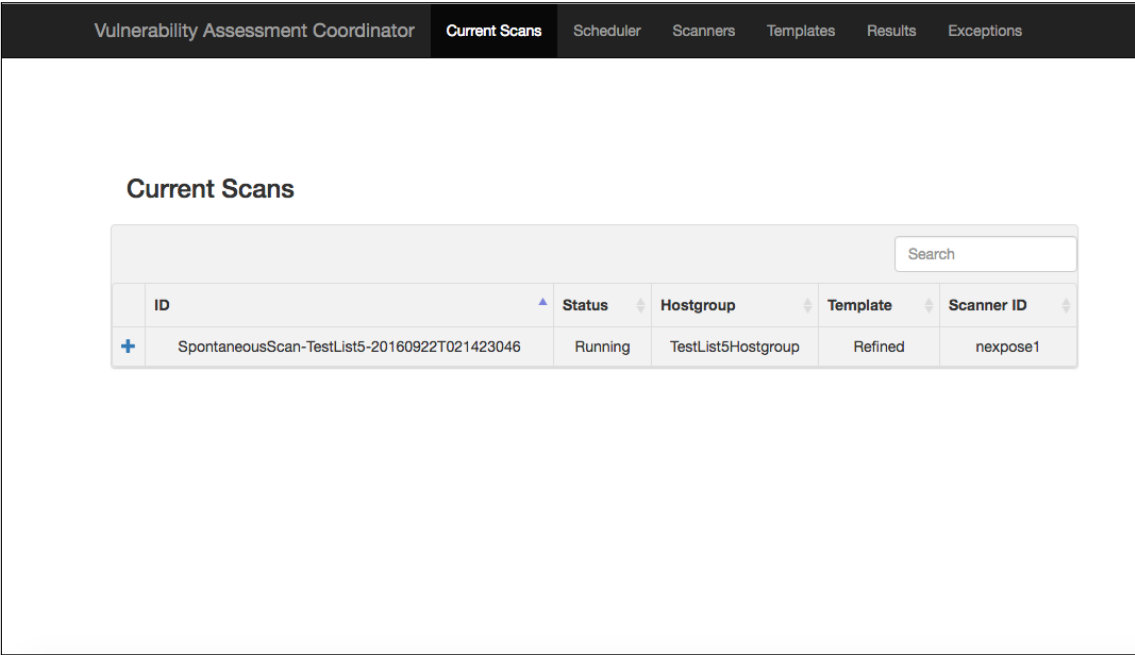 Vulnerability Assessment Coordinator Current Scans Scheduler Scanners Templates Results Exceptions
Current Scans
Search
ID Status Hostgroup Template Scanner ID
SpontaneousScan-TestList5-20160922T021423046 Running TestList5Hostgroup Refined nexpose1